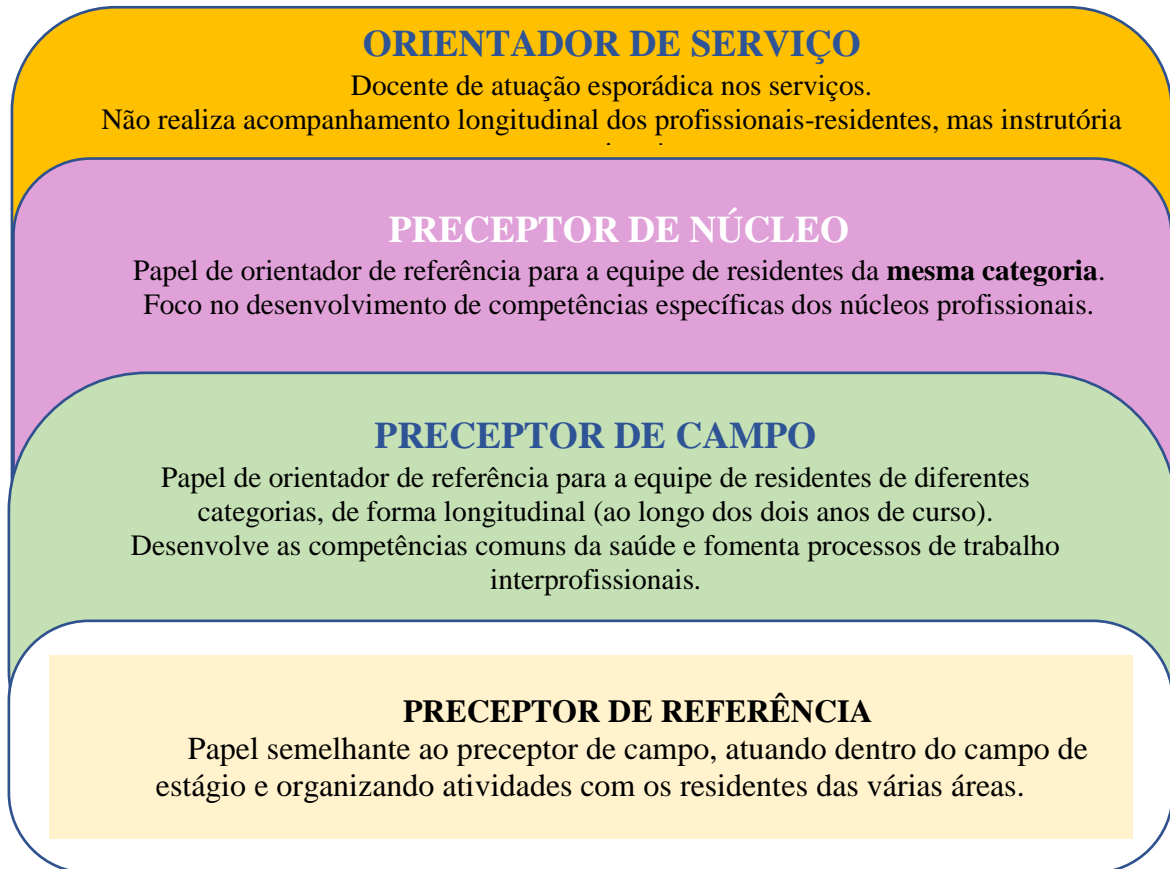 ORIENTADOR DE SERVIÇO
Docente de atuação esporádica nos serviços.
Não realiza acompanhamento longitudinal dos profissionais-residentes, mas instrutória
PRECEPTOR DE NÚCLEO
Papel de orientador de referência para a equipe de residentes da mesma categoria.
Foco no desenvolvimento de competências específicas dos núcleos profissionais.
PRECEPTOR DE CAMPO
Papel de orientador de referência para a equipe de residentes de diferentes
categorias, de forma longitudinal (ao longo dos dois anos de curso).
Desenvolve as competências comuns da saúde e fomenta processos de trabalho
interprofissionais.
PRECEPTOR DE REFERÊNCIA
Papel semelhante ao preceptor de campo, atuando dentro do campo de
estágio e organizando atividades com os residentes das várias áreas.